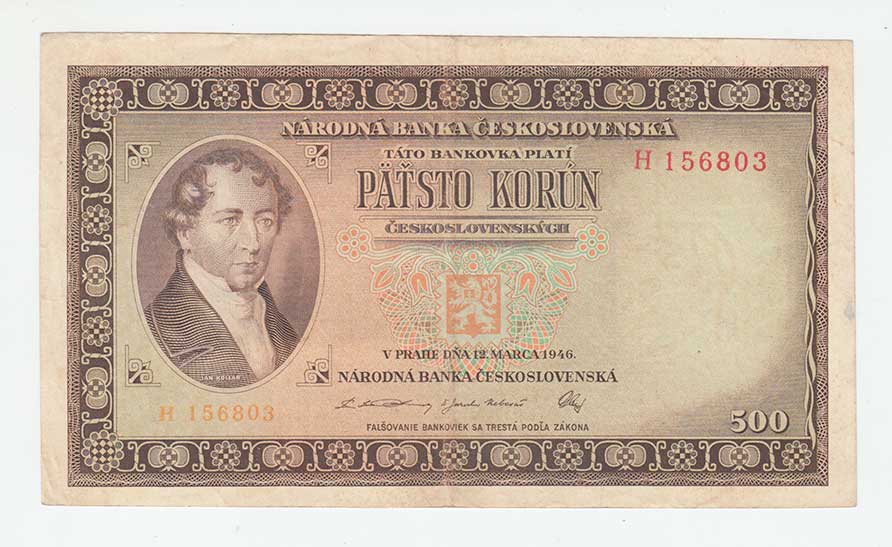 NÁRODNÁ BANKA ČESKOSLOVENSKÁ
TÁTO BANKOVKA PLATÍ
H 156803
PÄŤSTO KORÚN
ČESKOSLOVENSKÝCH
V PRAHE DŇA 12. MARCA 1946.
NÁRODNÁ BANKA ČESKOSLOVENSKÁ
JÁN KOLLÁR
H 156803
500
FALŠOVANIE BANKOVIEK SA TRESTÁ PODĽA ZÁKONA